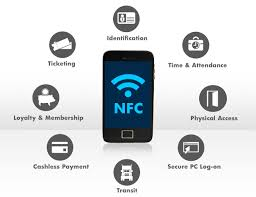 Identification
Ticketing
Time & Attendance
NFC
Loyalty & Membership
Physical Access
Cashless Payment
Secure PC Log-on
Transit